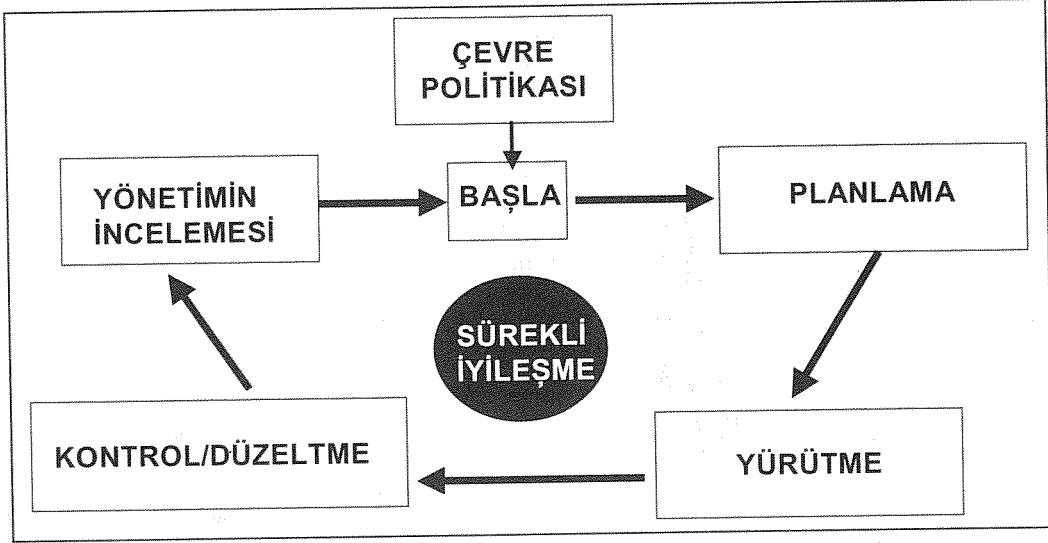 ÇEVRE
POLİTİKASI
YÖNETİMİN
İNCELEMESİ
BAŞLA
PLANLAMA
SÜREKLİ
İYİLEŞME
KONTROL/DÜZELTME
YÜRÜTME